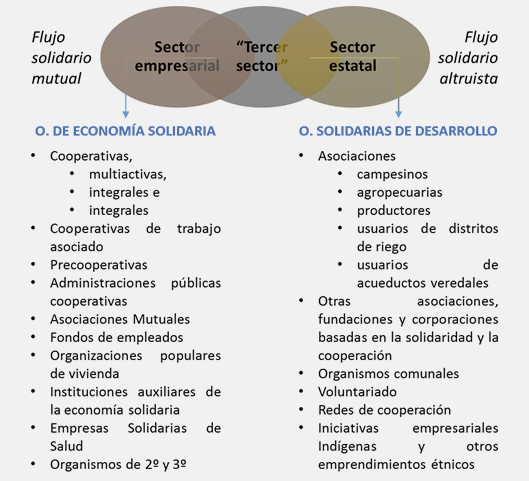 Flujo
solidario
mutual
Sector
empresarial
“Tercer
sector”
Sector
estatal
Flujo
solidario
altruista
O. DE ECONOMÍA SOLIDARIA
• Cooperativas,
• multiactivas,
• integrales e
• integrales
• Cooperativas de trabajo
asociado
• Precooperativas
• Administraciones públicas
cooperativas
• Asociaciones Mutuales
• Fondos de empleados
• Organizaciones populares
de vivienda
• Instituciones auxiliares de
la economía solidaria
• Empresas Solidarias de
Salud
• Organismos de 2º y 3º
O. SOLIDARIAS DE DESARROLLO
• Asociaciones
• campesinos
• agropecuarias
• productores
• usuarios de distritos
de riego
• usuarios de
acueductos veredales
• Otras asociaciones,
fundaciones y corporaciones
basadas en la solidaridad y la
cooperación
• Organismos comunales
• Voluntariado
• Redes de cooperación
• Iniciativas empresariales
Indígenas y otros
emprendimientos étnicos